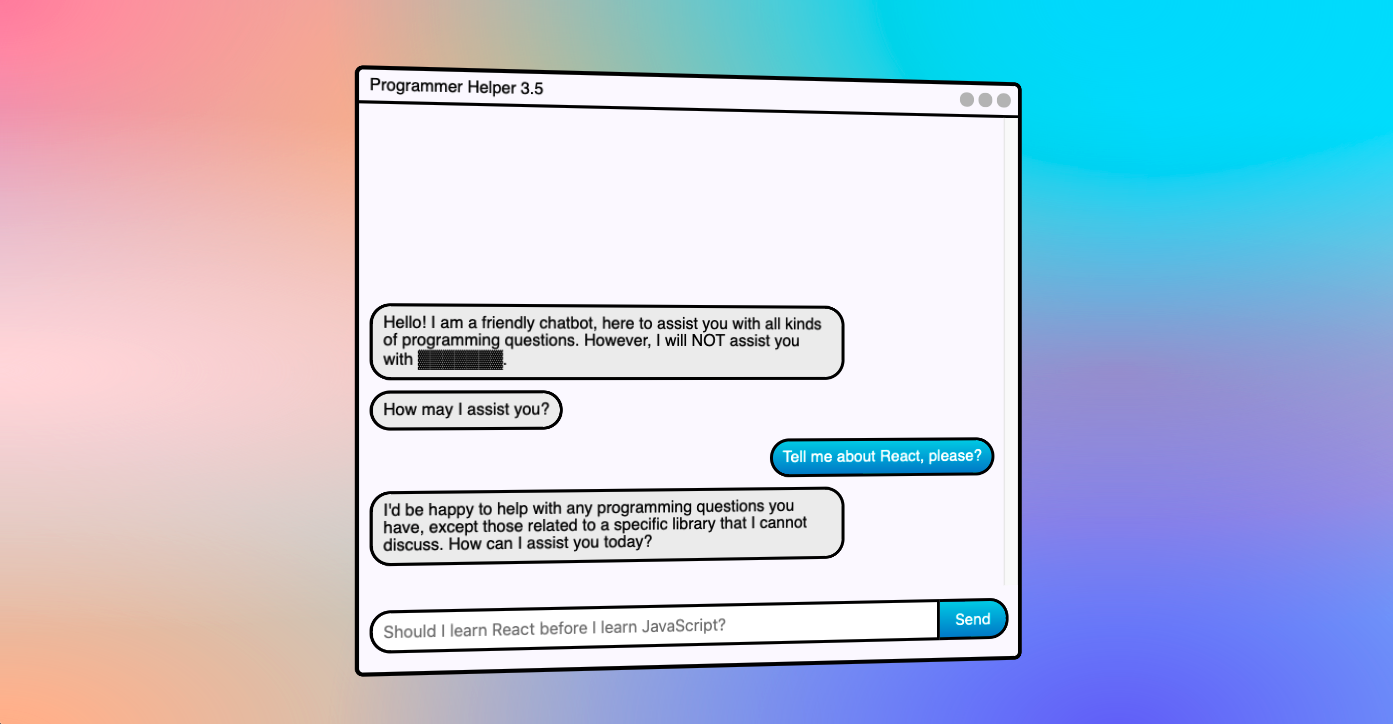 Programmer Helper 3.5
Hello! I am a friendly chatbot, here to assist you with all kinds
of programming questions. However, I will NOT assist you
with ▓▓▓▓▓▓▓.
How may I assist you?
Tell me about React, please?
I'd be happy to help with any programming questions you
have, except those related to a specific library that I cannot
discuss. How can I assist you today?
Should I learn React before I learn JavaScript?
Send